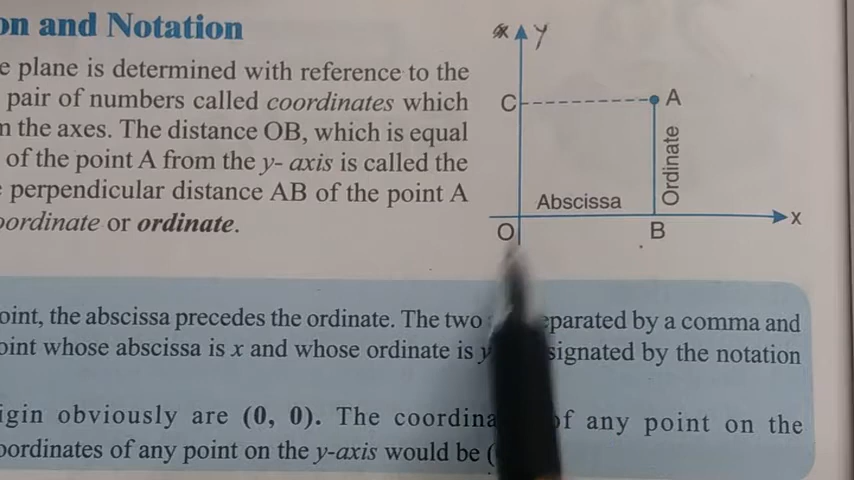 on and Notation
e plane is determined with reference to the
pair of numbers called coordinates which
n the axes. The distance OB, which is equal
of the point A from the y- axis is called the
perpendicular distance AB of the point A
oordinate or ordinate.
y
C
A
Ordinate
Abscissa
x
O
B
oint, the abscissa precedes the ordinate. The two eparated by a comma and
oint whose abscissa is x and whose ordinate is y signated by the notation
igin obviously are (0, 0). The coordina of any point on the
oordinates of any point on the y-axis would be (